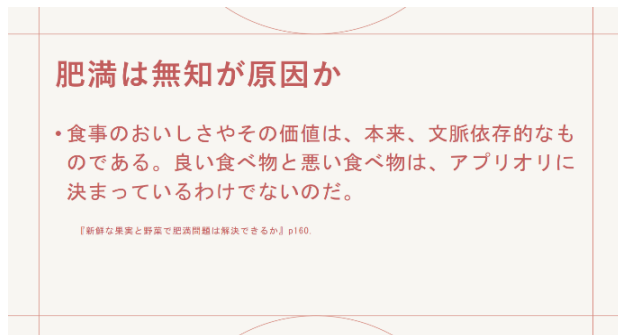 肥満は無知が原因か
• 食事のおいしさやその価値は、本来、文脈依存的なも
のである。良い食べ物と悪い食べ物は、アプリオリに
決まっているわけでないのだ。
『新鮮な果実と野菜で肥満問題は解決できるか』p160.